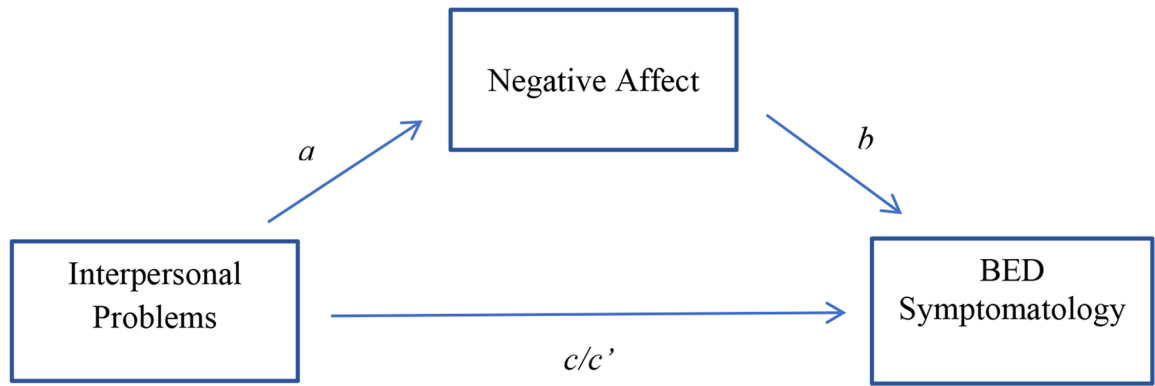 Negative Affect
a
b
Interpersonal
Problems
BED
Symptomatology
c/c’